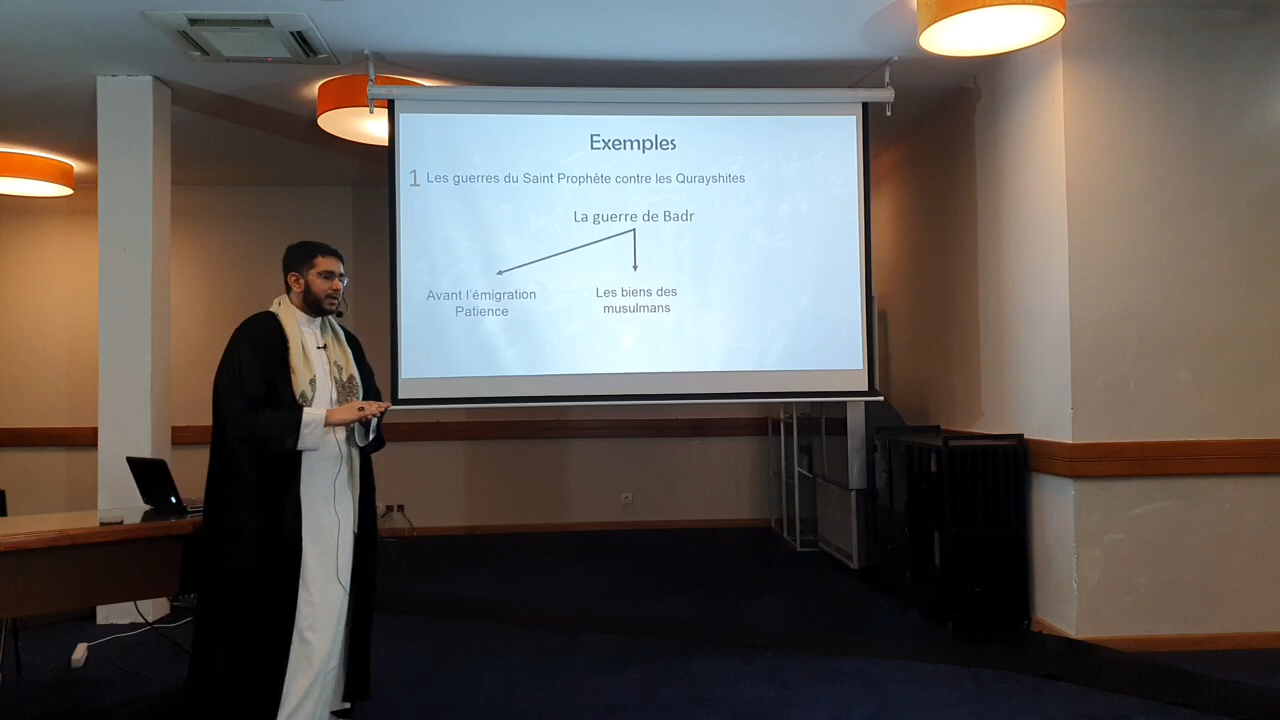 Exemples
1 Les guerres du Saint Prophète contre les Qurayshites
La guerre de Badr
Avant l'émigration
Patience
Les biens des
musulmans